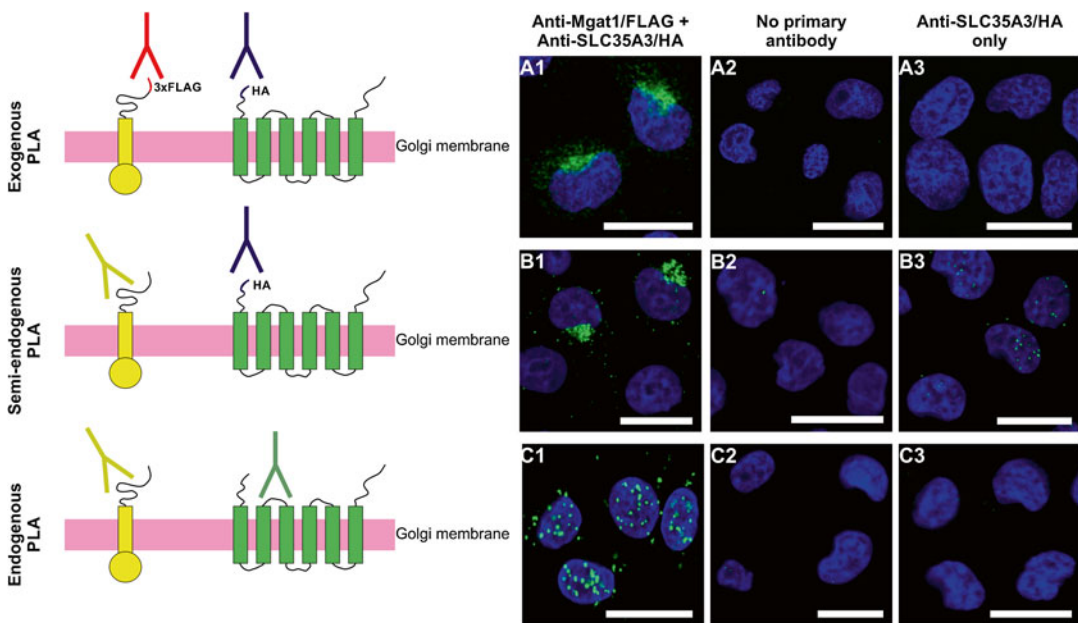 Anti-Mgat1/FLAG +
Anti-SLC35A3/HA
No primary
antibody
Anti-SLC35A3/HA
only
Exogenous
PLA
3xFLAG
HA
Golgi membrane
A1
A2
A3
Semi-endogenous
PLA
HA
Golgi membrane
B1
B2
B3
Endogenous
PLA
Golgi membrane
C1
C2
C3